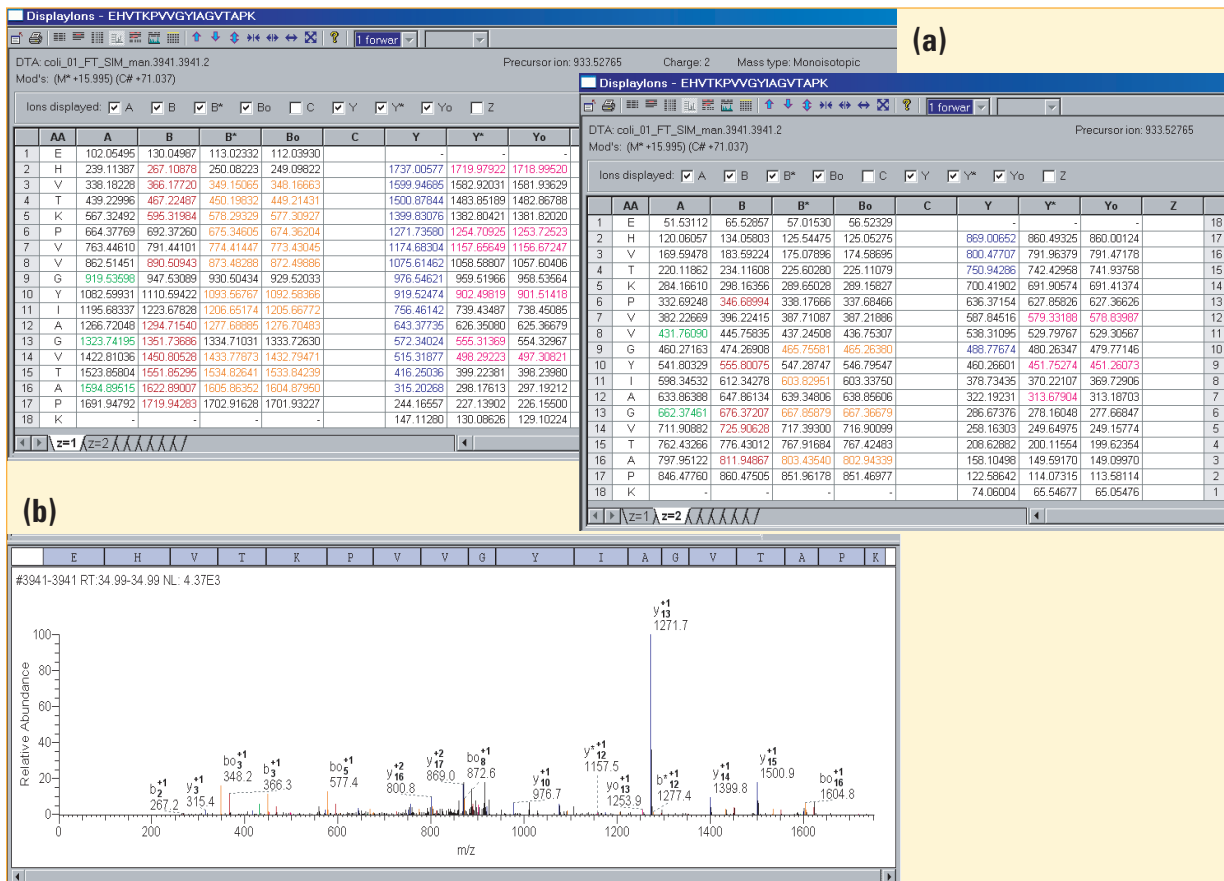 DisplayIons - EHVTKPVVGYIAGVTAPK
1 forwar
DTA: coli_01_FT_SIM_man.3941.3941.2 Precursor ion: 933.52765 Charge: 2 Mass type: Monoisotopic
Mod's: (M* +15.995) (C# +71.037)
Ions displayed: A B B* Bo C Y Y* Yo Z
AA A B B* Bo C Y Y* Yo
1 E 102.05495 130.04987 113.02332 112.03930 - - -
2 H 239.11387 267.10878 250.08223 249.09822 1737.00577 1719.97922 1718.99520
3 V 338.18228 366.17720 349.15065 348.16663 1599.94685 1582.92031 1581.93629
4 T 439.22996 467.22487 450.19832 449.21431 1500.87844 1483.85189 1482.86788
5 K 567.32492 595.31984 578.29329 577.30927 1399.83076 1382.80421 1381.82020
6 P 664.37769 692.37260 675.34605 674.36204 1271.73580 1254.70925 1253.72523
7 V 763.44610 791.44101 774.41447 773.43045 1174.68304 1157.65649 1156.67247
8 V 862.51451 890.50943 873.48288 872.49886 1075.61462 1058.58807 1057.60406
9 G 919.53598 947.53089 930.50434 929.52033 976.54621 959.51966 958.53564
10 Y 1082.59931 1110.59422 1093.56767 1092.58366 919.52474 902.49819 901.51418
11 I 1195.68337 1223.67828 1206.65174 1205.66772 756.46142 739.43487 738.45085
12 A 1266.72048 1294.71540 1277.68885 1276.70483 643.37735 626.35080 625.36679
13 G 1323.74195 1351.73686 1334.71031 1333.72630 572.34024 555.31369 554.32967
14 V 1422.81036 1450.80528 1433.77873 1432.79471 515.31877 498.29223 497.30821
15 T 1523.85804 1551.85295 1534.82641 1533.84239 416.25036 399.22381 398.23980
16 A 1594.89515 1622.89007 1605.86352 1604.87950 315.20268 298.17613 297.19212
17 P 1691.94792 1719.94283 1702.91628 1701.93227 244.16557 227.13902 226.15500
18 K - - - - 147.11280 130.08626 129.10224
z=1 z=2
(a)
DisplayIons - EHVTKPVVGYIAGVTAPK
1 forwar
DTA: coli_01_FT_SIM_man.3941.3941.2 Precursor ion: 933.52765
Mod's: (M* +15.995) (C# +71.037)
Ions displayed: A B B* Bo C Y Y* Yo Z
AA A B B* Bo C Y Y* Yo Z
1 E 51.53112 65.52857 57.01530 56.52329 - - - 18
2 H 120.06057 134.05803 125.54475 125.05275 869.00652 860.49325 860.00124 17
3 V 169.59478 183.59224 175.07896 174.58695 800.47707 791.96379 791.47178 16
4 T 220.11862 234.11608 225.60280 225.11079 750.94286 742.42958 741.93758 15
5 K 284.16610 298.16356 289.65028 289.15827 700.41902 691.90574 691.41374 14
6 P 332.69248 346.68994 338.17666 337.68466 636.37154 627.85826 627.36626 13
7 V 382.22669 396.22415 387.71087 387.21886 587.84516 579.33188 578.83987 12
8 V 431.76090 445.75835 437.24508 436.75307 538.31095 529.79767 529.30567 11
9 G 460.27163 474.26908 465.75581 465.26380 488.77674 480.26347 479.77146 10
10 Y 541.80329 555.80075 547.28747 546.79547 460.26601 451.75274 451.26073 9
11 I 598.34532 612.34278 603.82951 603.33750 378.73435 370.22107 369.72906 8
12 A 633.86388 647.86134 639.34806 638.85606 322.19231 313.67904 313.18703 7
13 G 662.37461 676.37207 667.85879 667.36679 286.67376 278.16048 277.66847 6
14 V 711.90882 725.90628 717.39300 716.90099 258.16303 249.64975 249.15774 5
15 T 762.43266 776.43012 767.91684 767.42483 208.62882 200.11554 199.62354 4
16 A 797.95122 811.94867 803.43540 802.94339 158.10498 149.59170 149.09970 3
17 P 846.47760 860.47505 851.96178 851.46977 122.58642 114.07315 113.58114 2
18 K - - - - 74.06004 65.54677 65.05476 1
z=1 z=2
(b)
E H V T K P V V G Y I A G V T A P K
#3941-3941 RT:34.99-34.99 NL: 4.37E3
Relative Abundance
100
80
60
40
20
0
b2+1 267.2
y3+1 315.4
bo3+1 348.2
b3+1 366.3
bo5+1 577.4
y16+2 800.8
y17+2 869.0
bo8+1 872.6
y10+1 976.7
y*12+1 1157.5
yo13+1 1253.9
y13+1 1271.7
b*12+1 1277.4
y14+1 1399.8
y15+1 1500.9
bo16+1 1604.8
0 200 400 600 800 1000 1200 1400 1600
m/z